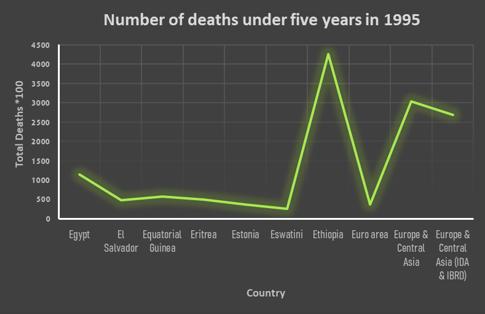 Number of deaths under five years in 1995
Total Deaths *100
4500
4000
3500
3000
2500
2000
1500
1000
500
0
Egypt
El
Salvador
Equatorial
Guinea
Eritrea
Estonia
Eswatini
Ethiopia
Euro area
Europe &
Central
Asia
Europe &
Central
Asia (IDA
& IBRD)
Country